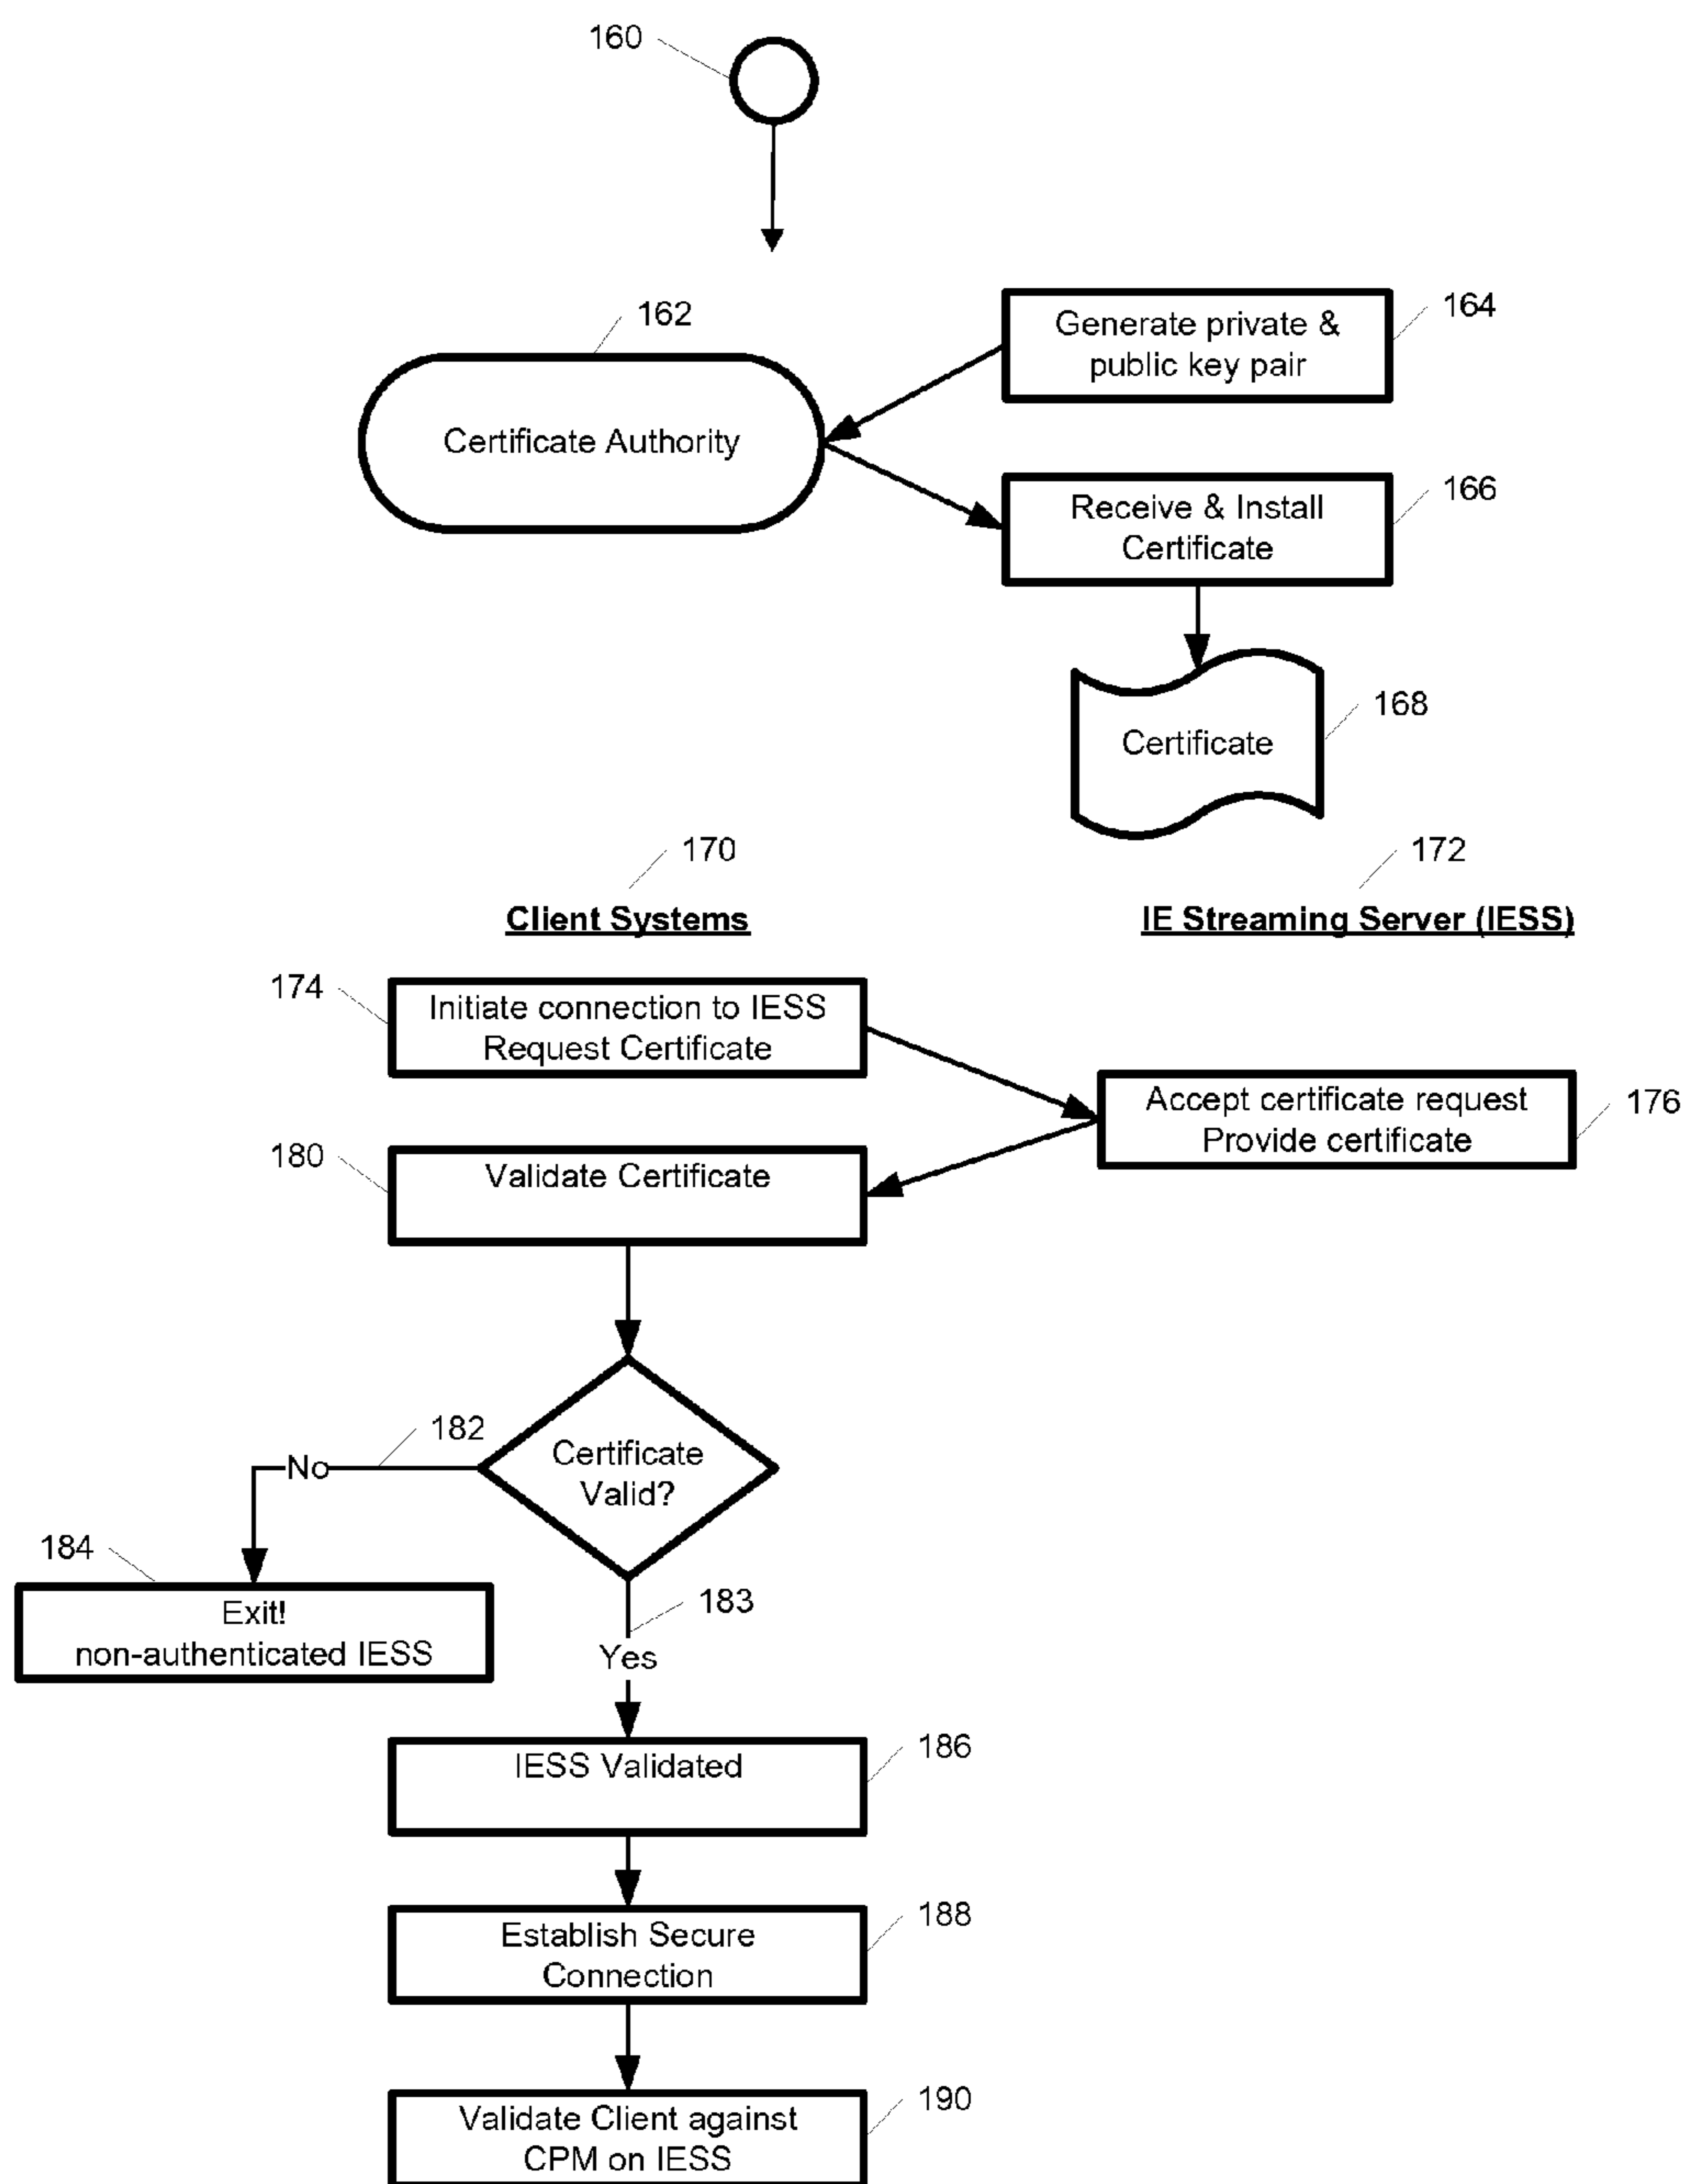 160
162
Generate private &
public key pair
164
Certificate Authority
Receive & Install
Certificate
166
Certificate
168
170
172
Client Systems
IE Streaming Server (IESS)
174
Initiate connection to IESS
Request Certificate
Accept certificate request
Provide certificate
176
180
Validate Certificate
182
No
Certificate
Valid?
184
Exit!
non-authenticated IESS
183
Yes
IESS Validated
186
Establish Secure
Connection
188
Validate Client against
CPM on IESS
190